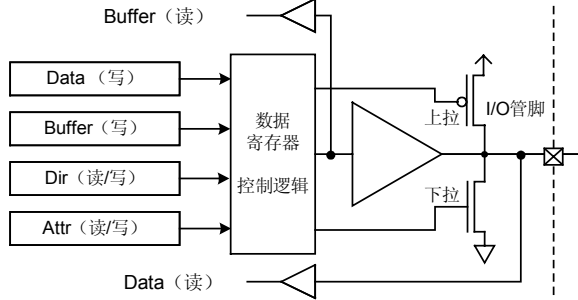 Buffer（读）
Data （写）
Buffer（写）
Dir（读/写）
Attr（读/写）
数据
寄存器
控制逻辑
上拉
I/O管脚
下拉
Data（读）